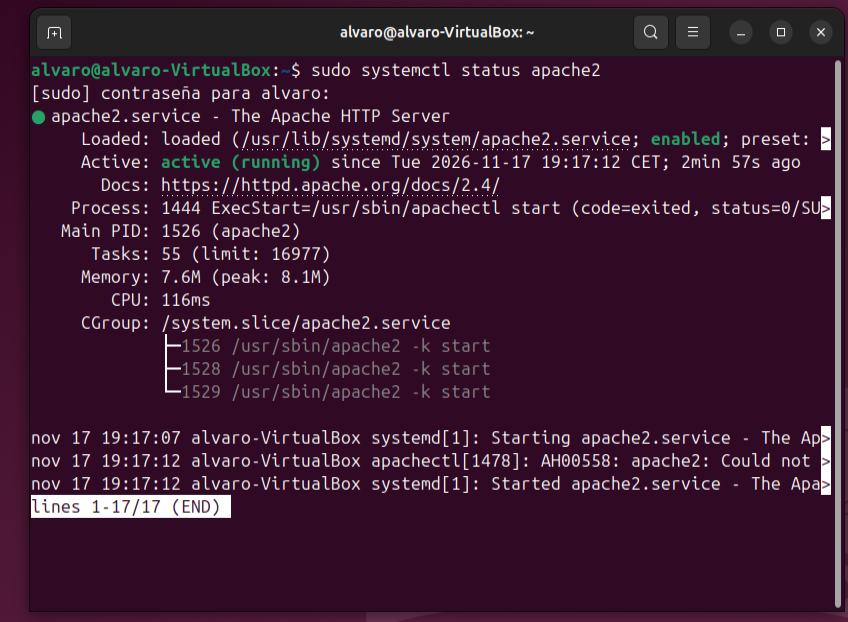 alvaro@alvaro-VirtualBox: ~
alvaro@alvaro-VirtualBox:~$ sudo systemctl status apache2
[sudo] contraseña para alvaro:
● apache2.service - The Apache HTTP Server
     Loaded: loaded (/usr/lib/systemd/system/apache2.service; enabled; preset: >
     Active: active (running) since Tue 2026-11-17 19:17:12 CET; 2min 57s ago
       Docs: https://httpd.apache.org/docs/2.4/
    Process: 1444 ExecStart=/usr/sbin/apachectl start (code=exited, status=0/SU>
   Main PID: 1526 (apache2)
      Tasks: 55 (limit: 16977)
     Memory: 7.6M (peak: 8.1M)
        CPU: 116ms
     CGroup: /system.slice/apache2.service
             ├─1526 /usr/sbin/apache2 -k start
             ├─1528 /usr/sbin/apache2 -k start
             └─1529 /usr/sbin/apache2 -k start
nov 17 19:17:07 alvaro-VirtualBox systemd[1]: Starting apache2.service - The Ap>
nov 17 19:17:12 alvaro-VirtualBox apachectl[1478]: AH00558: apache2: Could not >
nov 17 19:17:12 alvaro-VirtualBox systemd[1]: Started apache2.service - The Apa>
lines 1-17/17 (END)